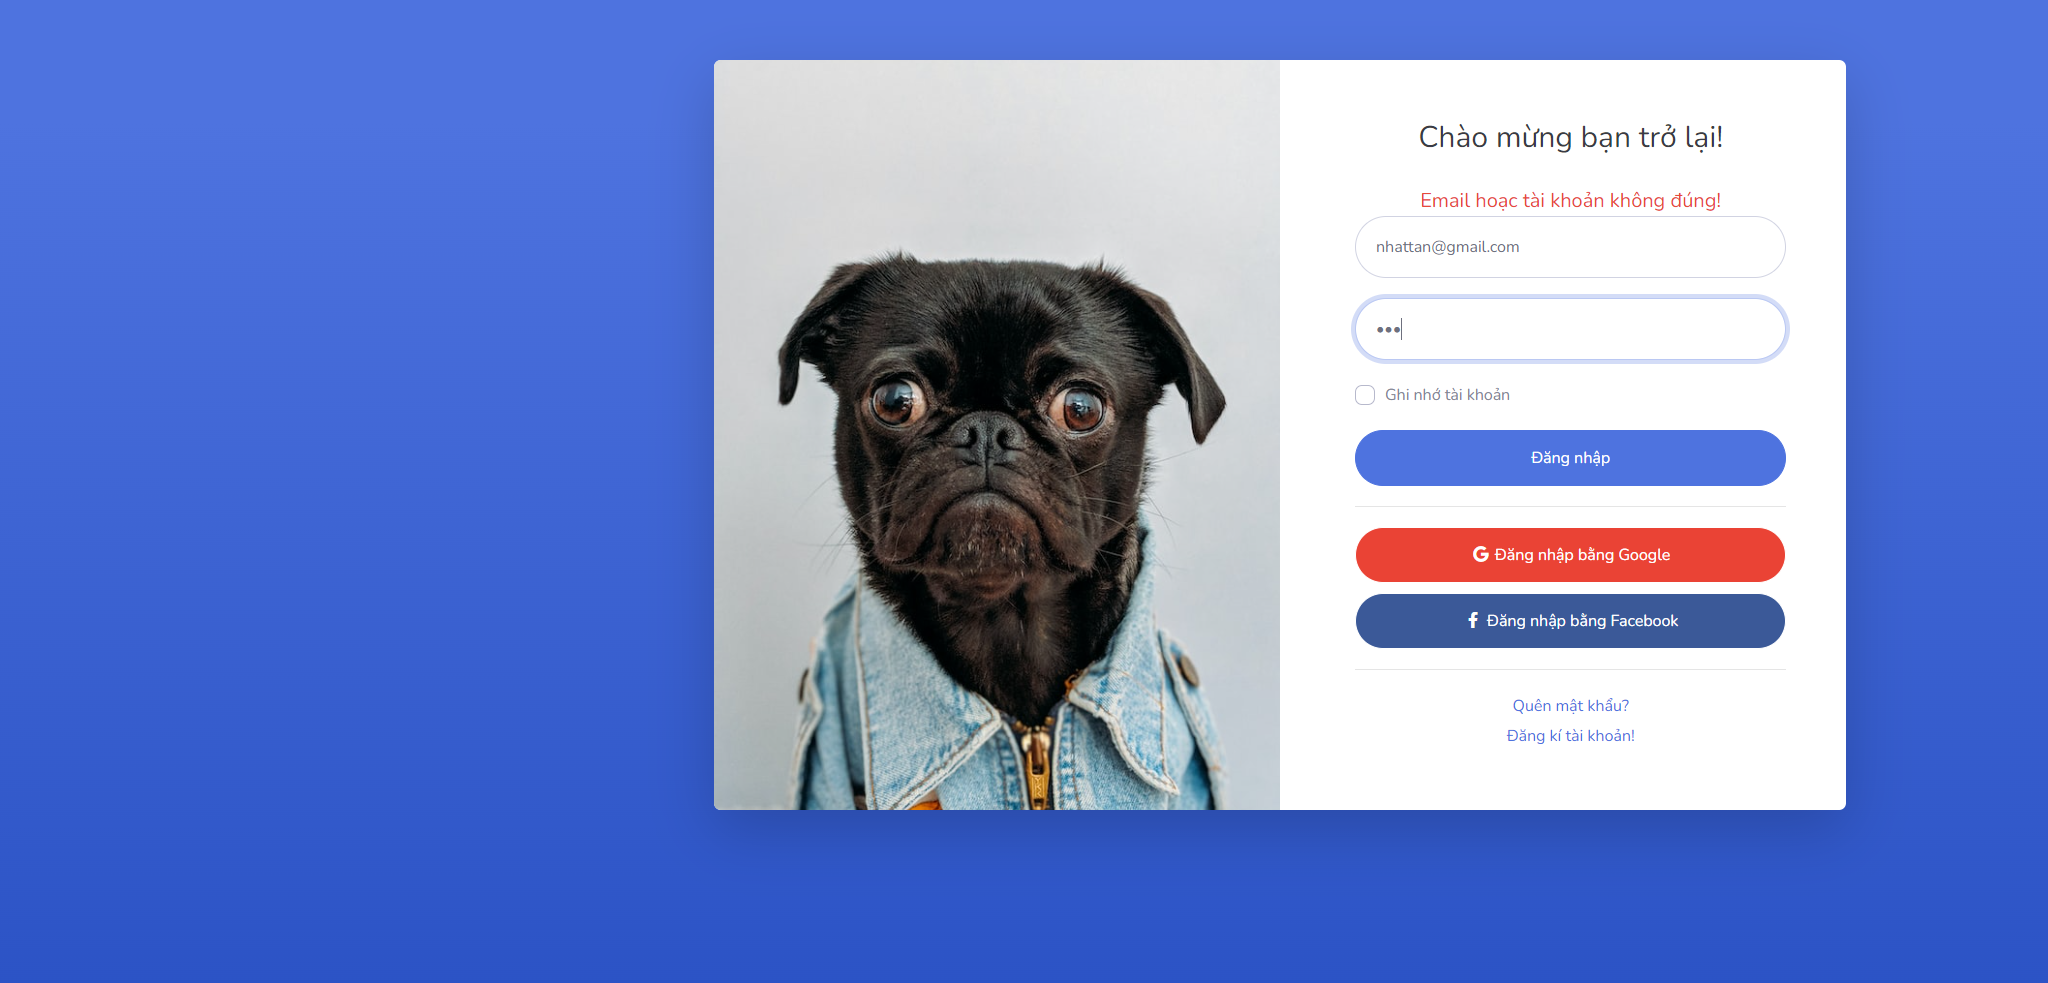 Chào mừng bạn trở lại!
Email hoạc tài khoản không đúng!
nhattan@gmail.com
•••
Ghi nhớ tài khoản
Đăng nhập
Đăng nhập bằng Google
Đăng nhập bằng Facebook
Quên mật khẩu?
Đăng kí tài khoản!